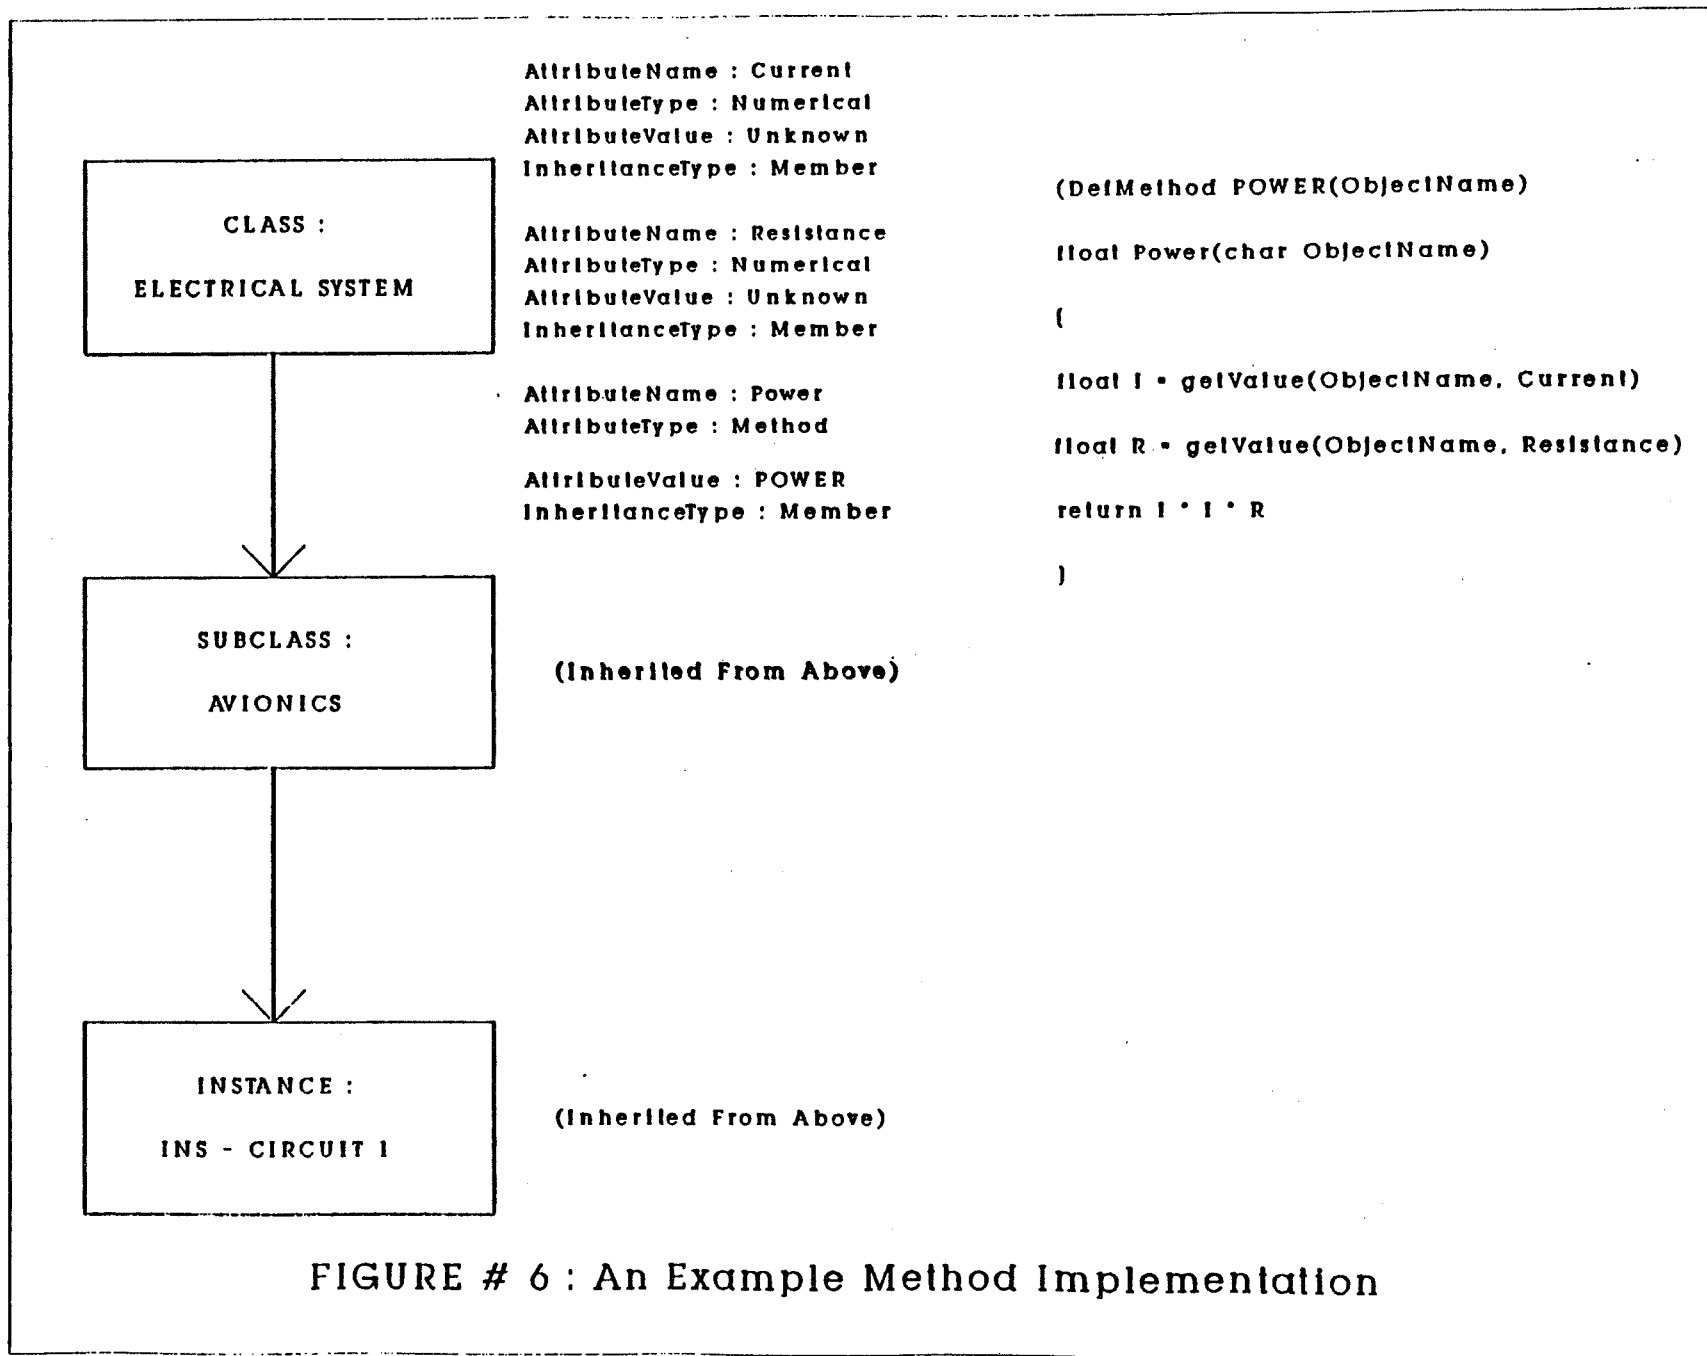 AttributeName : Current
AttributeType : Numerical
AttributeValue : Unknown
InheritanceType : Member
CLASS :
ELECTRICAL SYSTEM
AttributeName : Resistance
AttributeType : Numerical
AttributeValue : Unknown
InheritanceType : Member
AttributeName : Power
AttributeType : Method
AttributeValue : POWER
InheritanceType : Member
(DefMethod POWER(ObjectName)
float Power(char ObjectName)
{
float I = getValue(ObjectName, Current)
float R = getValue(ObjectName, Resistance)
return I * I * R
}
SUBCLASS :
AVIONICS
(Inherited From Above)
INSTANCE :
INS - CIRCUIT 1
(Inherited From Above)
FIGURE # 6 : An Example Method Implementation